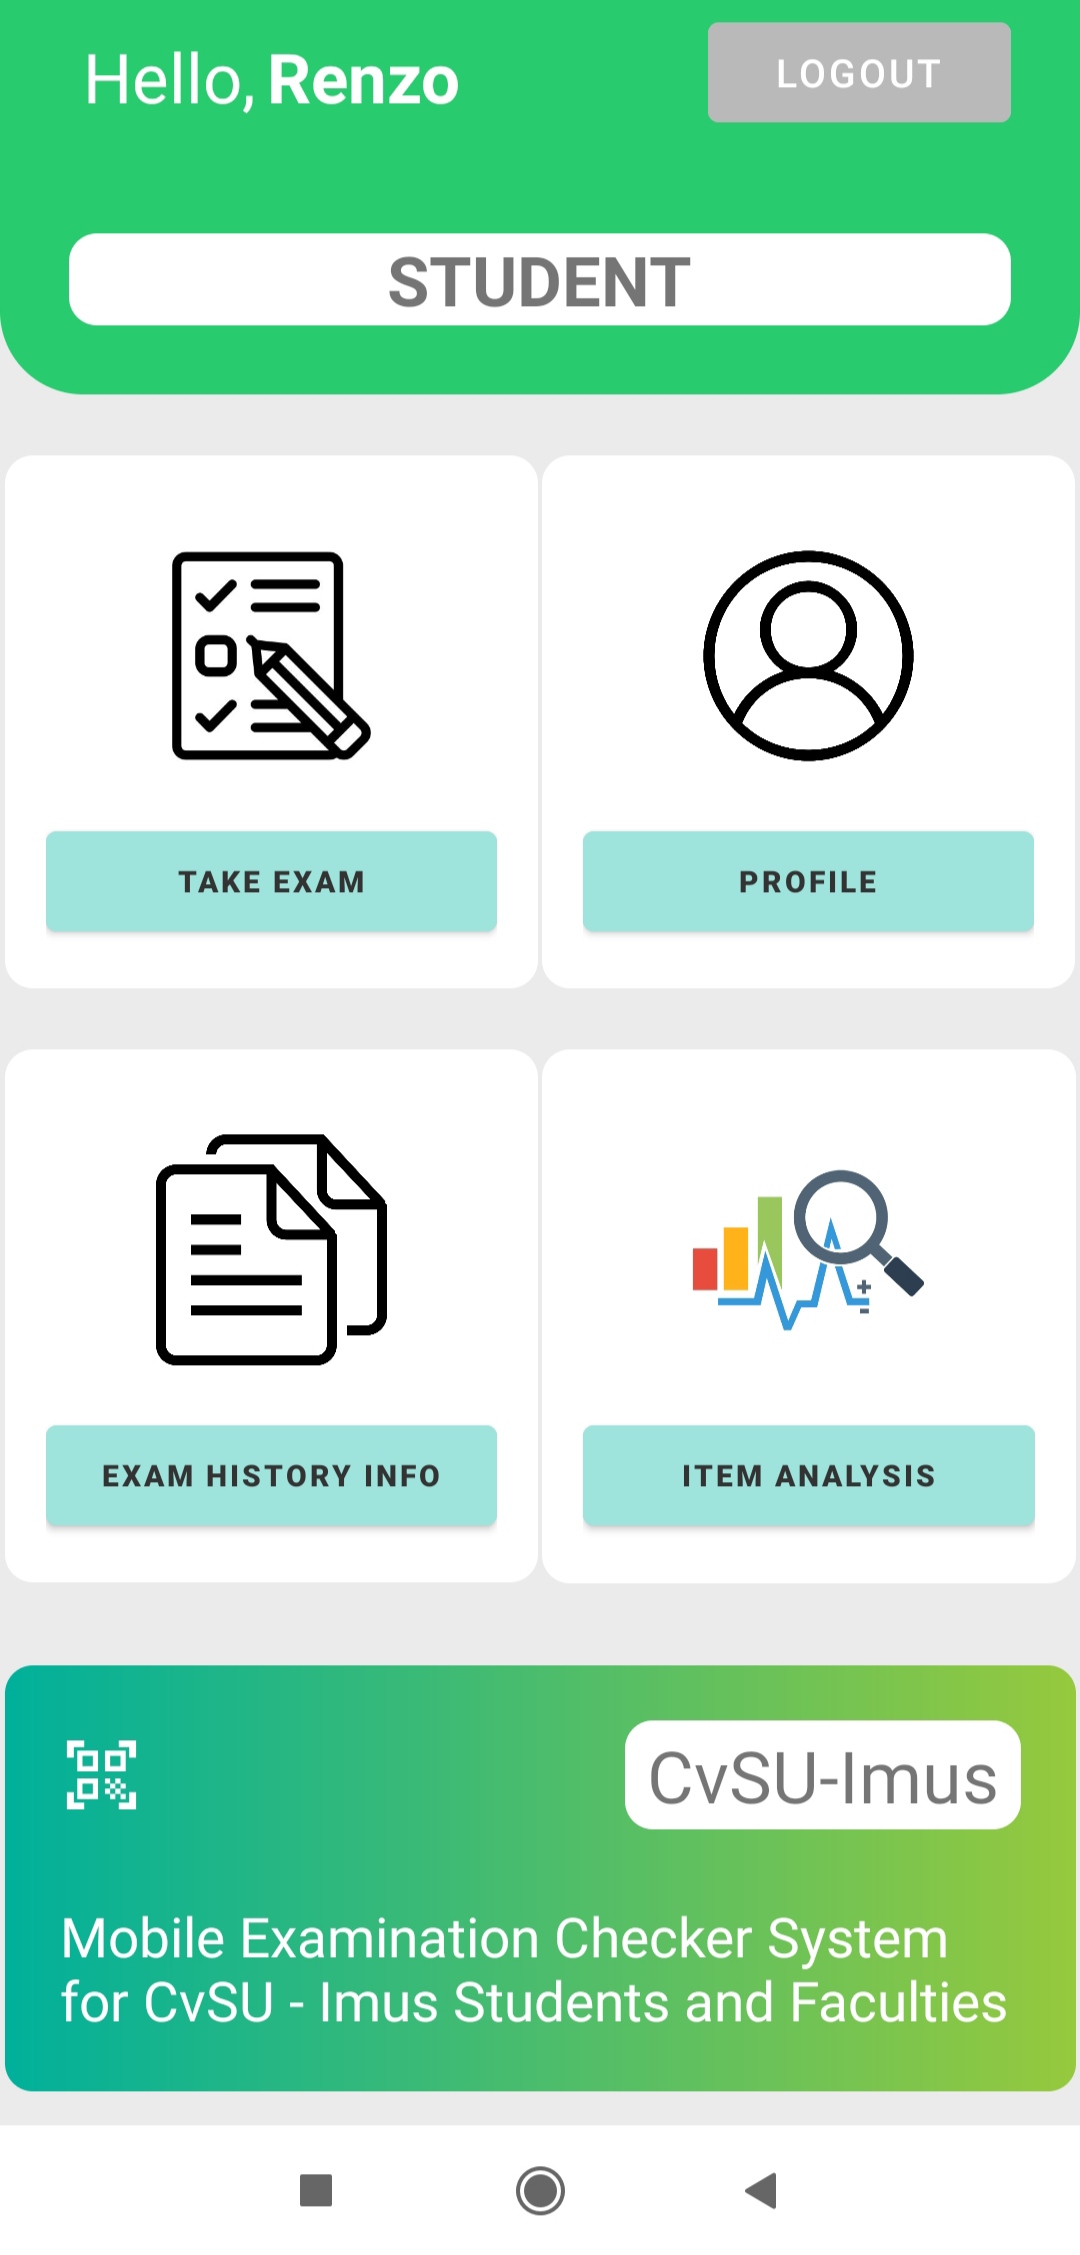 Hello, Renzo
LOGOUT
STUDENT
TAKE EXAM
PROFILE
EXAM HISTORY INFO
ITEM ANALYSIS
CvSU-Imus
Mobile Examination Checker System
for CvSU - Imus Students and Faculties